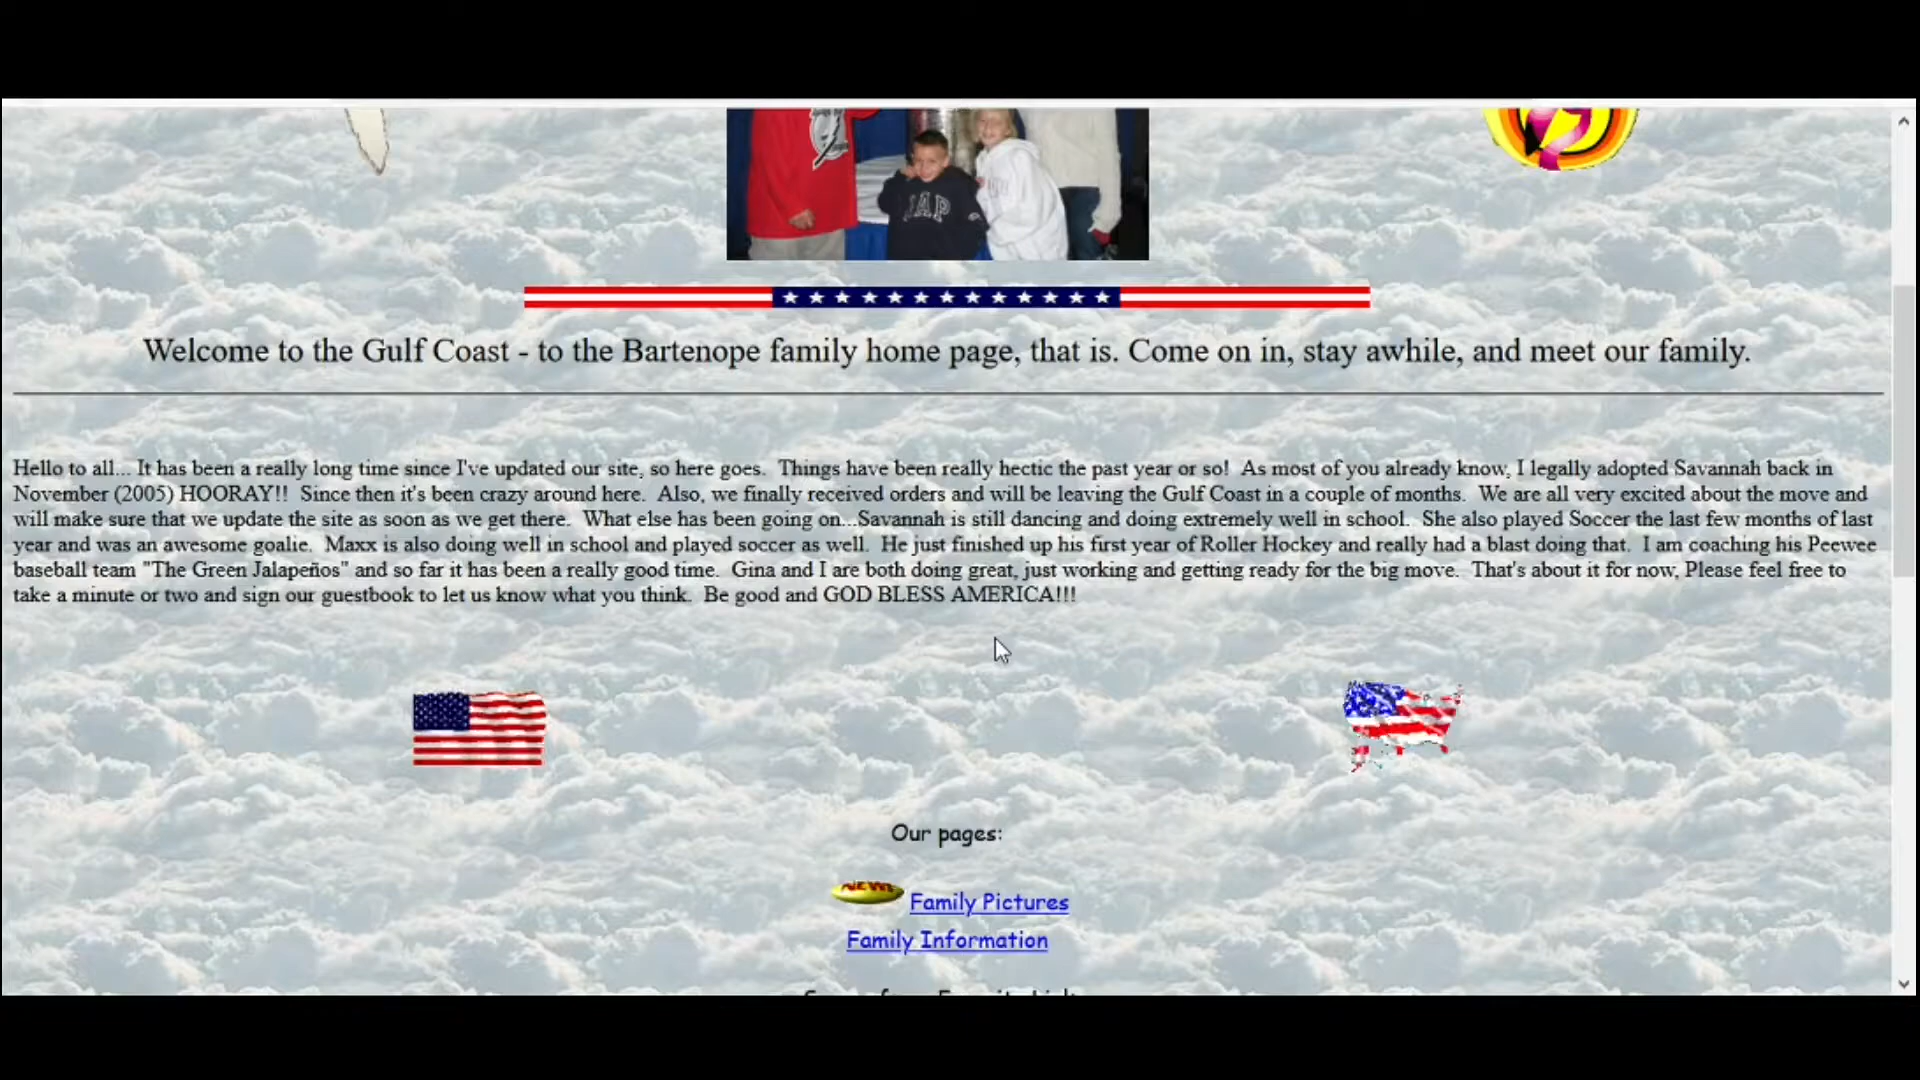 GAP
Welcome to the Gulf Coast - to the Bartenope family home page, that is. Come on in, stay awhile, and meet our family.
Hello to all... It has been a really long time since I've updated our site, so here goes.  Things have been really hectic the past year or so!  As most of you already know, I legally adopted Savannah back in
November (2005) HOORAY!!  Since then it's been crazy around here.  Also, we finally received orders and will be leaving the Gulf Coast in a couple of months.  We are all very excited about the move and
will make sure that we update the site as soon as we get there.  What else has been going on...Savannah is still dancing and doing extremely well in school.  She also played Soccer the last few months of last
year and was an awesome goalie.  Maxx is also doing well in school and played soccer as well.  He just finished up his first year of Roller Hockey and really had a blast doing that.  I am coaching his Peewee
baseball team "The Green Jalapeños" and so far it has been a really good time.  Gina and I are both doing great, just working and getting ready for the big move.  That's about it for now, Please feel free to
take a minute or two and sign our guestbook to let us know what you think.  Be good and GOD BLESS AMERICA!!!
Our pages:
NEW! Family Pictures
Family Information